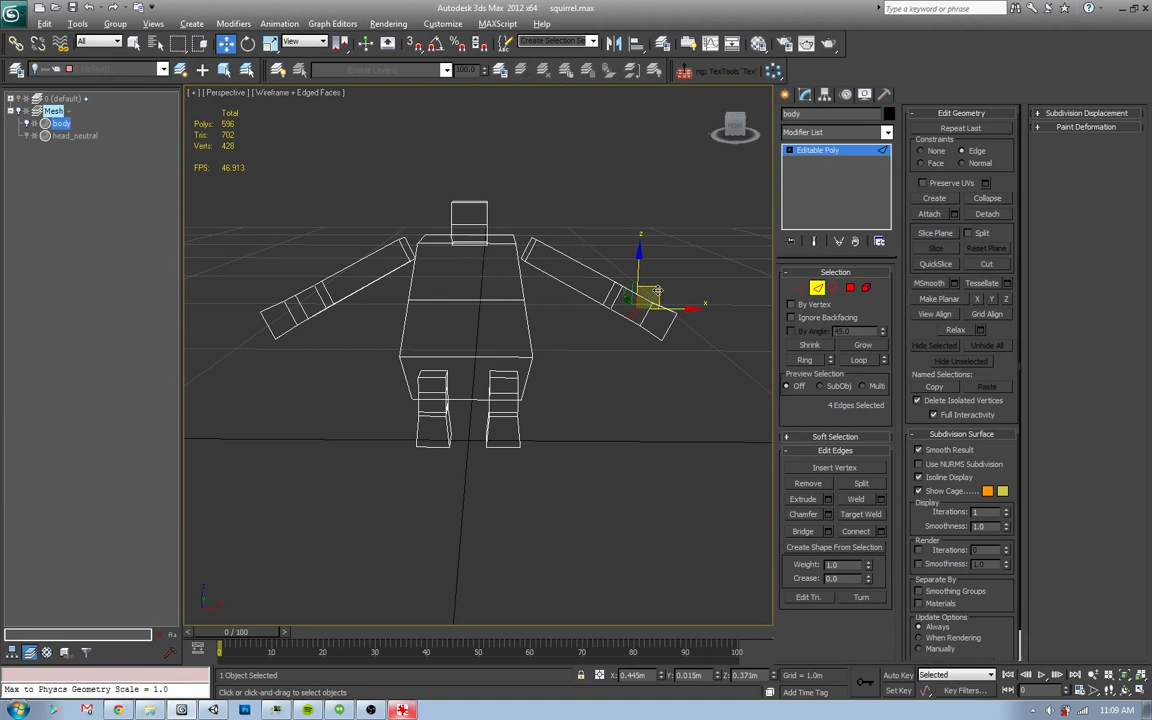 Autodesk 3ds Max 2012 x64 squirrel.max
Type a keyword or phrase
Edit Tools Group Views Create Modifiers Animation Graph Editors Rendering Customize MAXScript Help
All View Create Selection Se
0 (default) (Enable Layers) 100.0 ng: TexTools "Tex"
0 (default)
Mesh
body
head_neutral
[ + ] [ Perspective ] [ Wireframe + Edged Faces ]
Total
Polys: 596
Tris: 702
Verts: 428
FPS: 46.913
FRONT
z
x
body
Modifier List
Editable Poly
Selection
By Vertex
Ignore Backfacing
By Angle: 45.0
Shrink Grow
Ring Loop
Preview Selection
Off SubObj Multi
4 Edges Selected
Soft Selection
Edit Edges
Insert Vertex
Remove Split
Extrude Weld
Chamfer Target Weld
Bridge Connect
Create Shape From Selection
Weight: 1.0
Crease: 0.0
Edit Tri. Turn
Edit Geometry
Repeat Last
Constraints
None Edge
Face Normal
Preserve UVs
Create Collapse
Attach Detach
Slice Plane Split
Slice Reset Plane
QuickSlice Cut
MSmooth Tessellate
Make Planar X Y Z
View Align Grid Align
Relax
Hide Selected Unhide All
Hide Unselected
Named Selections:
Copy Paste
Delete Isolated Vertices
Full Interactivity
Subdivision Surface
Smooth Result
Use NURMS Subdivision
Isoline Display
Show Cage......
Display
Iterations: 1
Smoothness: 1.0
Render
Iterations: 0
Smoothness: 1.0
Separate By
Smoothing Groups
Materials
Update Options
Always
When Rendering
Manually
Subdivision Displacement
Paint Deformation
0 / 100
0 10 20 30 40 50 60 70 80 90 100
Max to Physcs Geometry Scale = 1.0
1 Object Selected
Click or click-and-drag to select objects
X: 0.445m Y: 0.015m Z: 0.371m Grid = 1.0m
Add Time Tag
Auto Key Selected
Set Key Key Filters... 0
11:09 AM